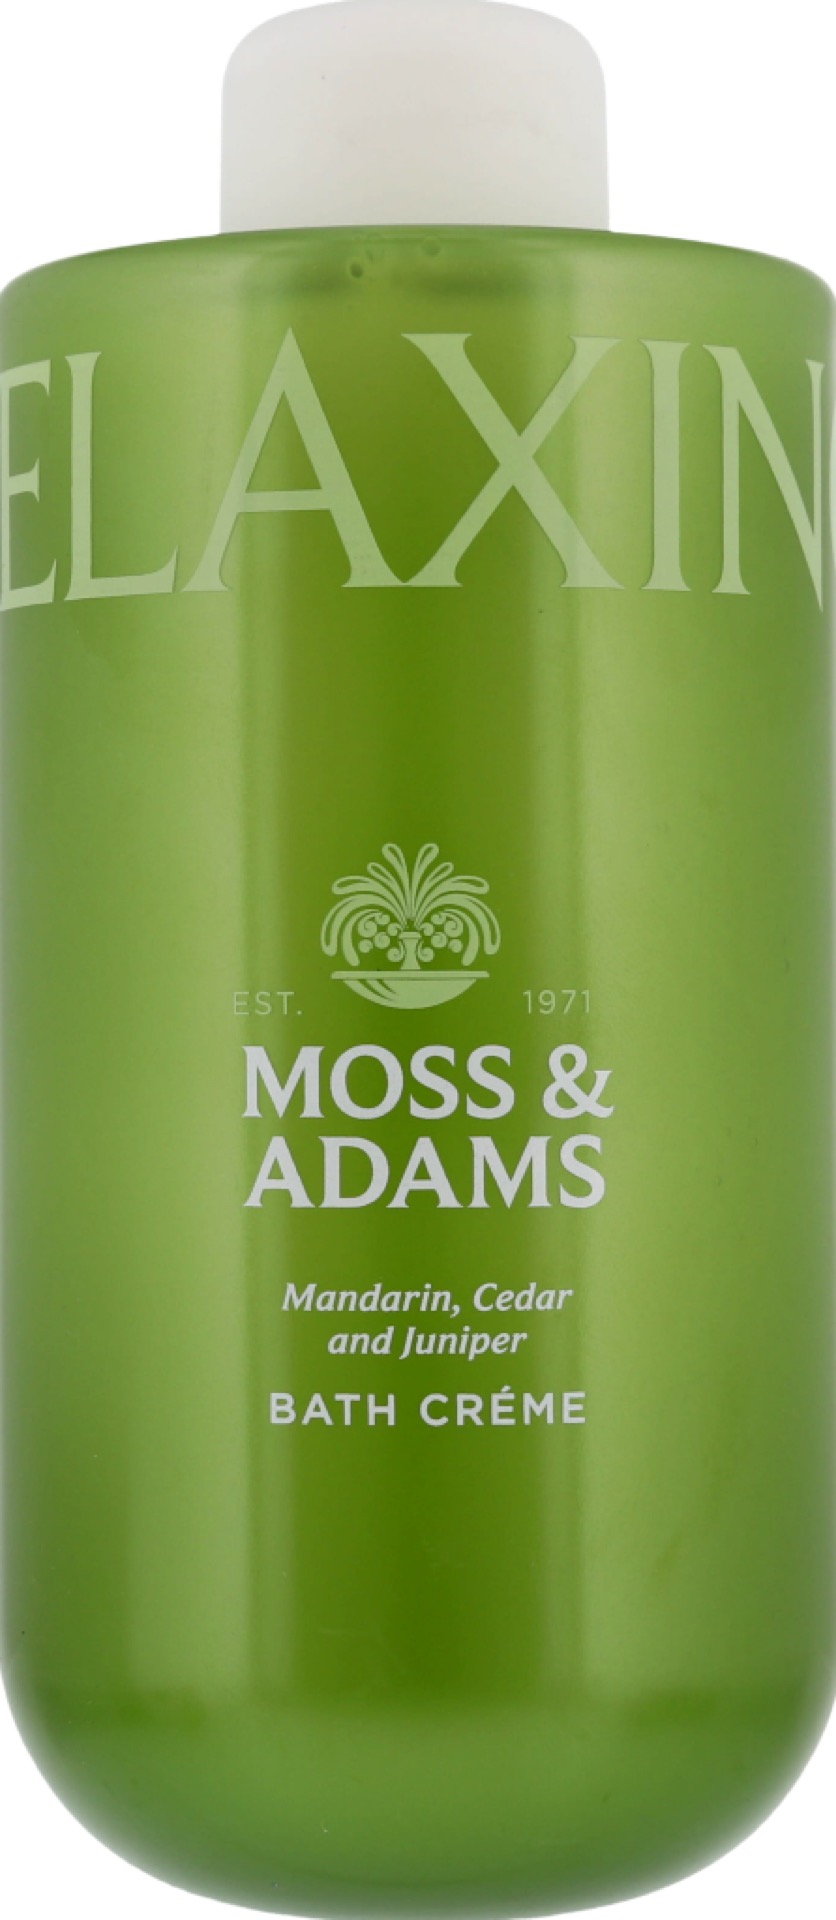 ELAXIN
EST. 1971
MOSS &
ADAMS
Mandarin, Cedar
and Juniper
BATH CRÉME